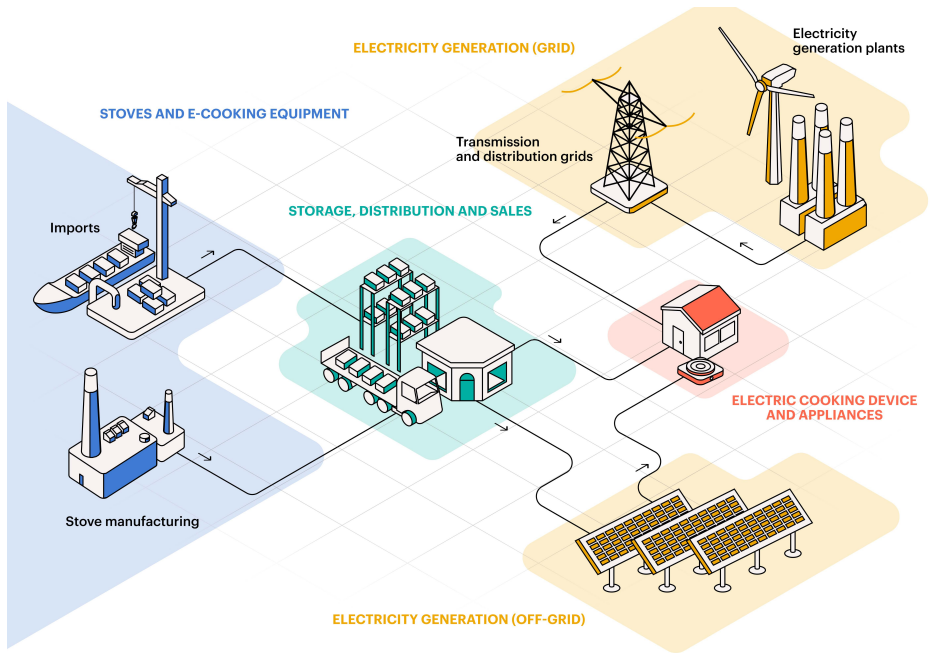 Electricity
generation plants
ELECTRICITY GENERATION (GRID)
STOVES AND E-COOKING EQUIPMENT
Transmission
and distribution grids
STORAGE, DISTRIBUTION AND SALES
Imports
ELECTRIC COOKING DEVICE
AND APPLIANCES
Stove manufacturing
ELECTRICITY GENERATION (OFF-GRID)